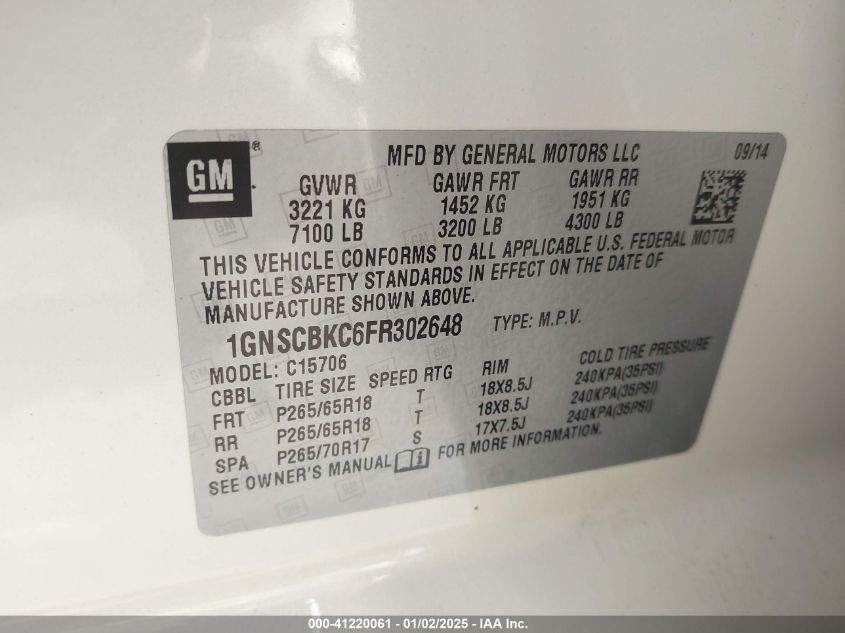 GM ®
MFD BY GENERAL MOTORS LLC 09/14
GVWR GAWR FRT GAWR RR
3221 KG 1452 KG 1951 KG
7100 LB 3200 LB 4300 LB
THIS VEHICLE CONFORMS TO ALL APPLICABLE U.S. FEDERAL MOTOR
VEHICLE SAFETY STANDARDS IN EFFECT ON THE DATE OF
MANUFACTURE SHOWN ABOVE.
1GNSCBKC6FR302648 TYPE: M.P.V.
MODEL: C15706
CBBL TIRE SIZE SPEED RTG RIM COLD TIRE PRESSURE
FRT P265/65R18 T 18X8.5J 240KPA(35PSI)
RR P265/65R18 T 18X8.5J 240KPA(35PSI)
SPA P265/70R17 S 17X7.5J 240KPA(35PSI)
SEE OWNER'S MANUAL FOR MORE INFORMATION.
000-41220061 - 01/02/2025 - IAA Inc.